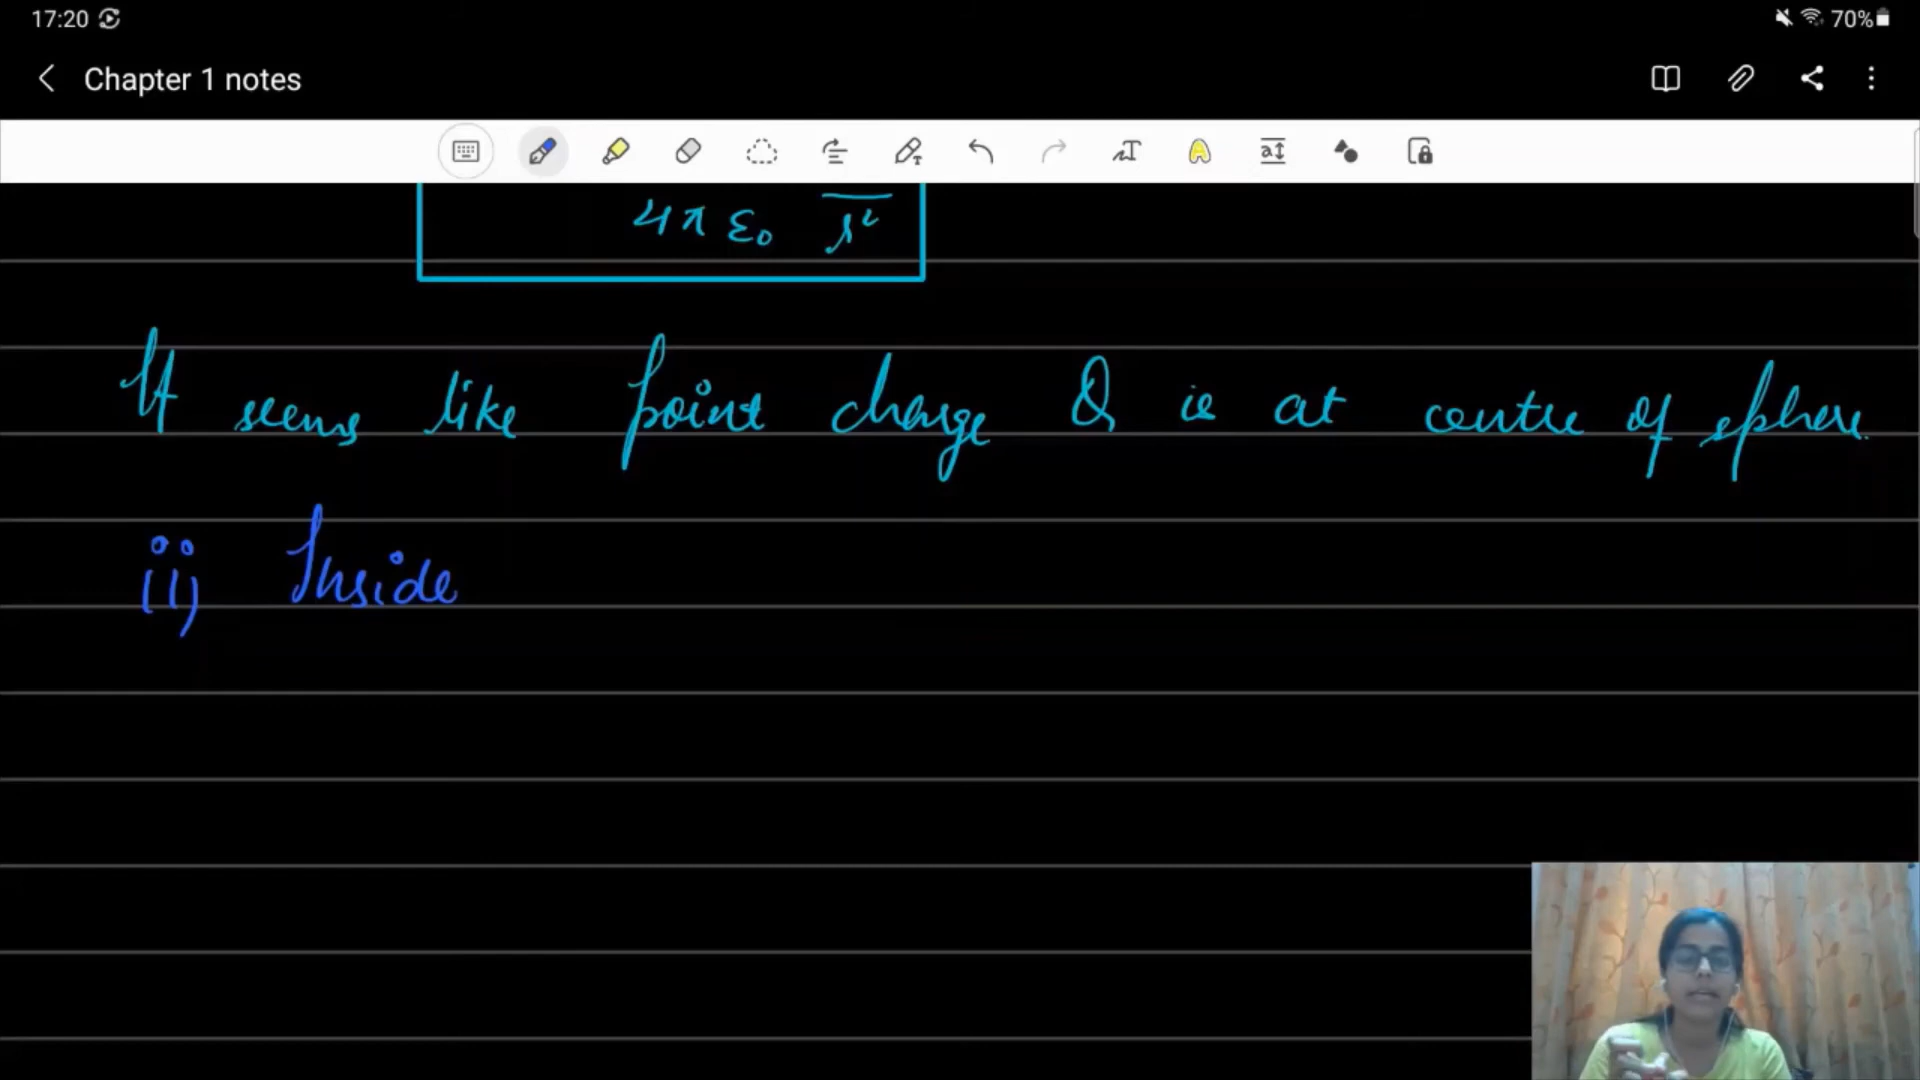 17:20
70%
Chapter 1 notes
4π ε₀ r²
It seems like point charge Q is at centre of sphere.
(ii) Inside